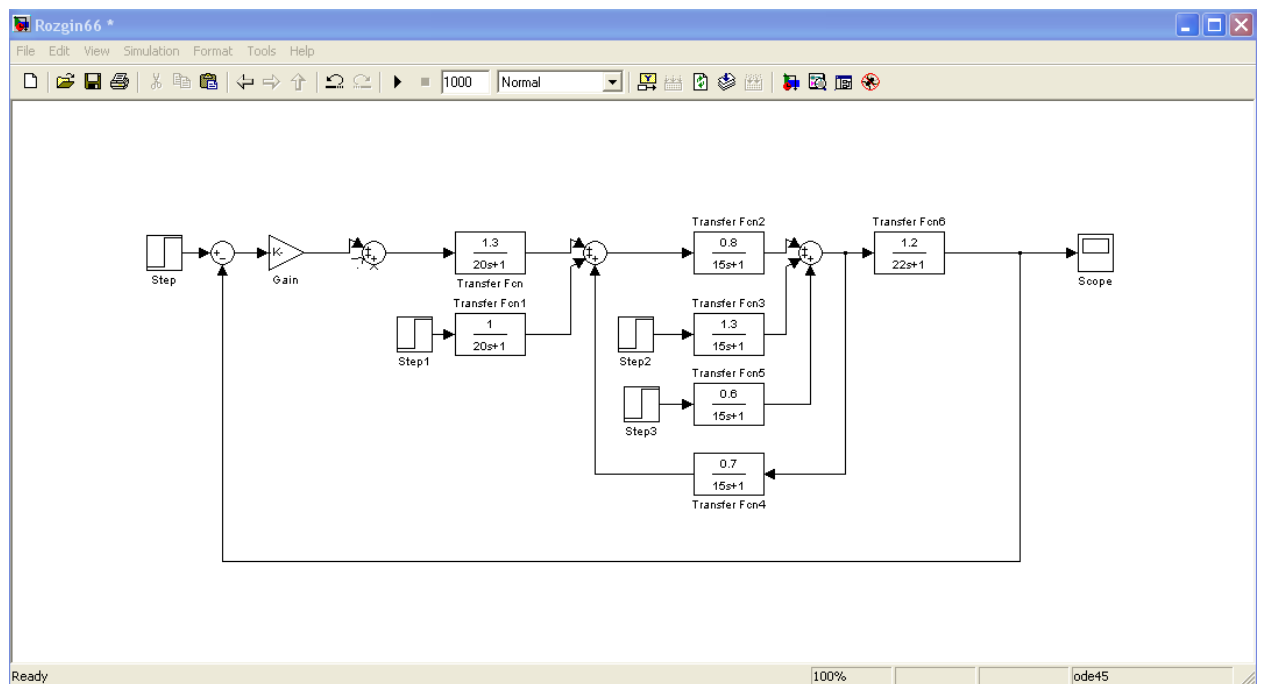 Rozgin66 *
File Edit View Simulation Format Tools Help
1000 Normal
Transfer Fcn2
Transfer Fcn6
Step
K-
Gain
1.3
20s+1
Transfer Fcn
0.8
15s+1
1.2
22s+1
Scope
Transfer Fcn1
Step1
1
20s+1
Transfer Fcn3
Step2
1.3
15s+1
Transfer Fcn5
Step3
0.6
15s+1
0.7
15s+1
Transfer Fcn4
Ready 100% ode45